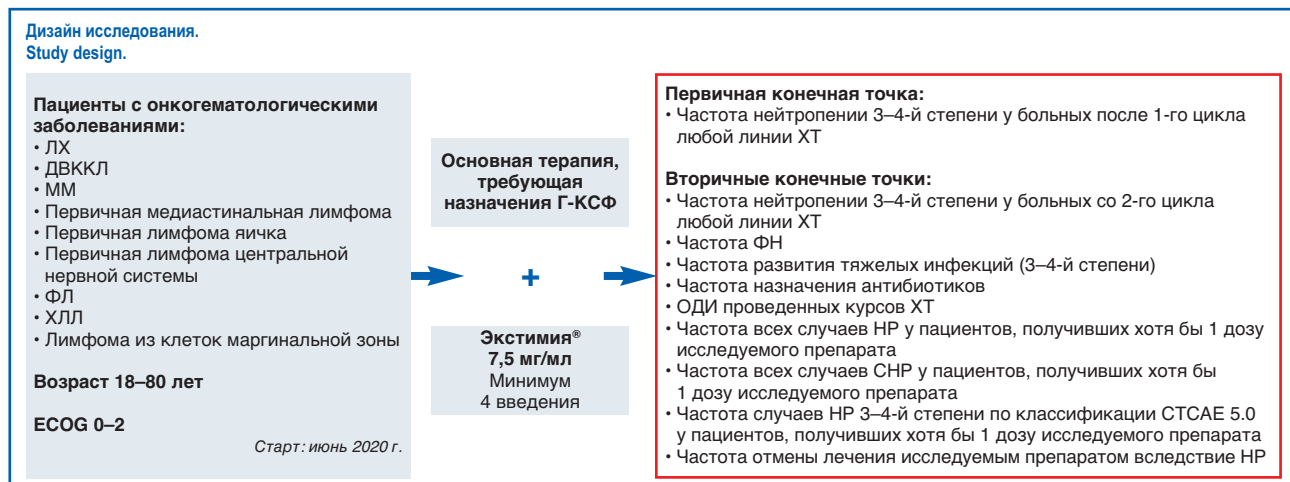 Дизайн исследования.
Study design.
Пациенты с онкогематологическими
заболеваниями:
• ЛХ
• ДВККЛ
• ММ
• Первичная медиастинальная лимфома
• Первичная лимфома яичка
• Первичная лимфома центральной
нервной системы
• ФЛ
• ХЛЛ
• Лимфома из клеток маргинальной зоны
Возраст 18–80 лет
ECOG 0–2
Старт: июнь 2020 г.
Основная терапия,
требующая
назначения Г-КСФ
+
Экстимия®
7,5 мг/мл
Минимум
4 введения
Первичная конечная точка:
• Частота нейтропении 3–4-й степени у больных после 1-го цикла
любой линии ХТ
Вторичные конечные точки:
• Частота нейтропении 3–4-й степени у больных со 2-го цикла
любой линии ХТ
• Частота ФН
• Частота развития тяжелых инфекций (3–4-й степени)
• Частота назначения антибиотиков
• ОДИ проведенных курсов ХТ
• Частота всех случаев НР у пациентов, получивших хотя бы 1 дозу
исследуемого препарата
• Частота всех случаев СНР у пациентов, получивших хотя бы
1 дозу исследуемого препарата
• Частота случаев НР 3–4-й степени по классификации CTCAE 5.0
у пациентов, получивших хотя бы 1 дозу исследуемого препарата
• Частота отмены лечения исследуемым препаратом вследствие НР